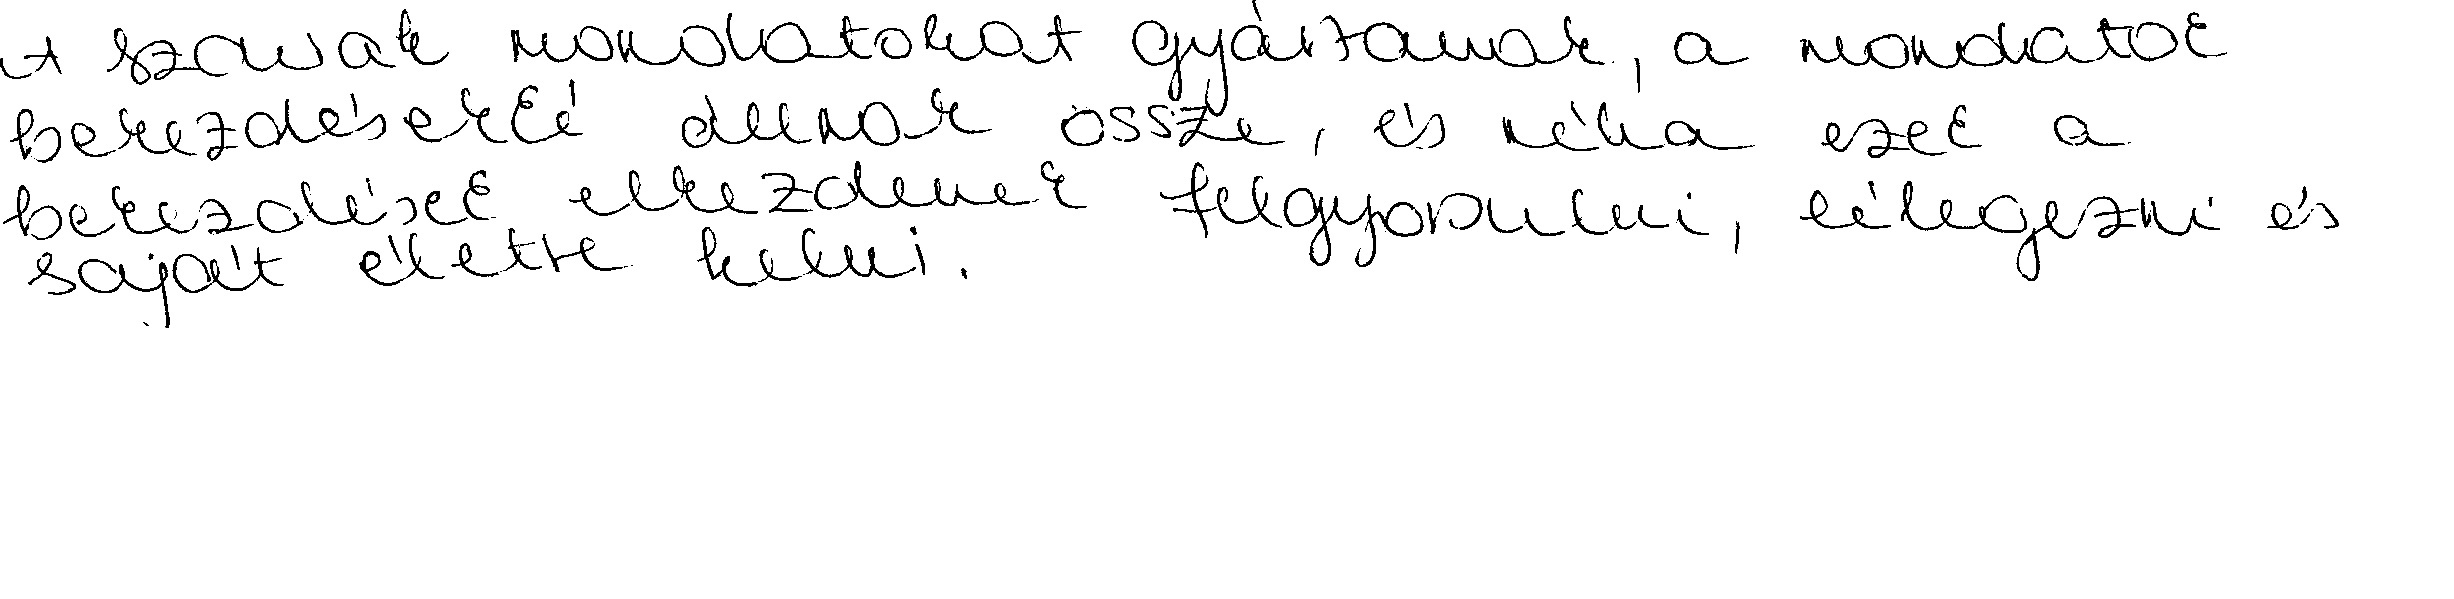 A szavak mondatokat gyártanak, a mondatok
bekezdésekké állnak össze, és néha ezek a
bekezdések elkezdenek felgyorsulni, lélegezni és
saját életre kelni.